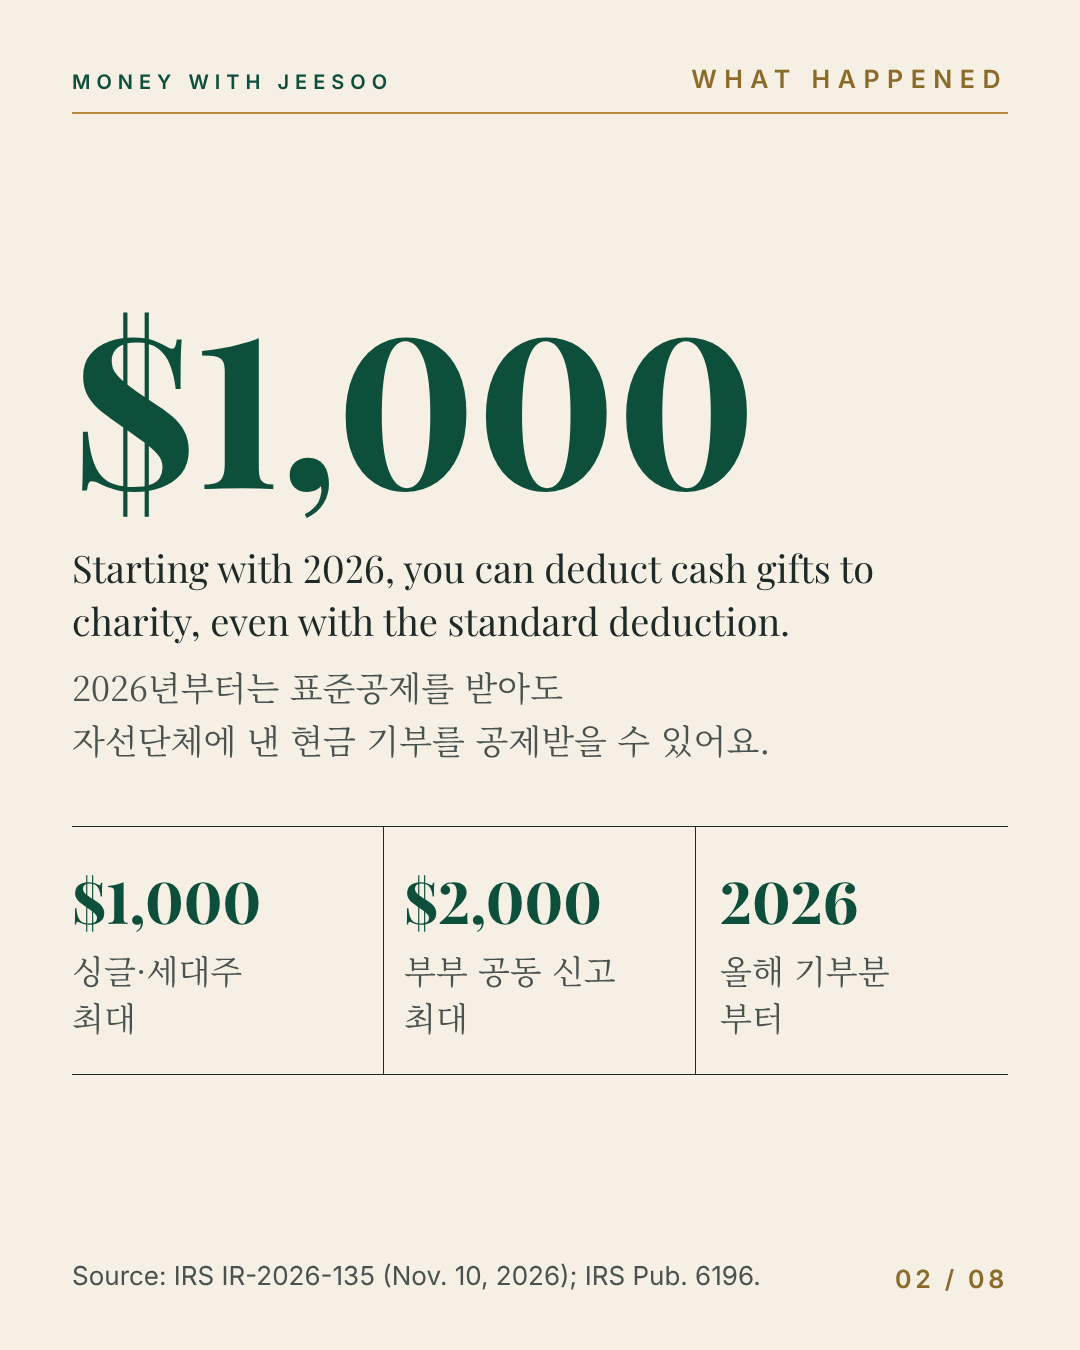 MONEY WITH JEESOO
WHAT HAPPENED
$1,000
Starting with 2026, you can deduct cash gifts to
charity, even with the standard deduction.
2026년부터는 표준공제를 받아도
자선단체에 낸 현금 기부를 공제받을 수 있어요.
$1,000
싱글·세대주
최대
$2,000
부부 공동 신고
최대
2026
올해 기부분
부터
Source: IRS IR-2026-135 (Nov. 10, 2026); IRS Pub. 6196.
02 / 08